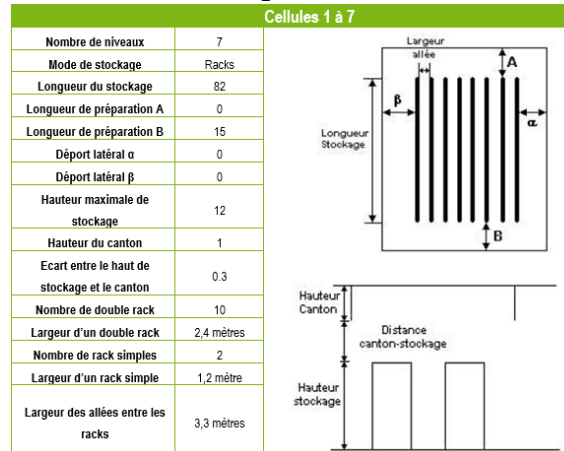 Cellules 1 à 7
Nombre de niveaux 7
Mode de stockage Racks
Longueur du stockage 82
Longueur de préparation A 0
Longueur de préparation B 15
Déport latéral α 0
Déport latéral β 0
Hauteur maximale de
stockage 12
Hauteur du canton 1
Ecart entre le haut de
stockage et le canton 0.3
Nombre de double rack 10
Largeur d'un double rack 2,4 mètres
Nombre de rack simples 2
Largeur d'un rack simple 1,2 mètre
Largeur des allées entre les
racks 3,3 mètres
Largeur
allée
A
β
α
Longueur
Stockage
B
Hauteur
Canton
Distance
canton-stockage
Hauteur
stockage